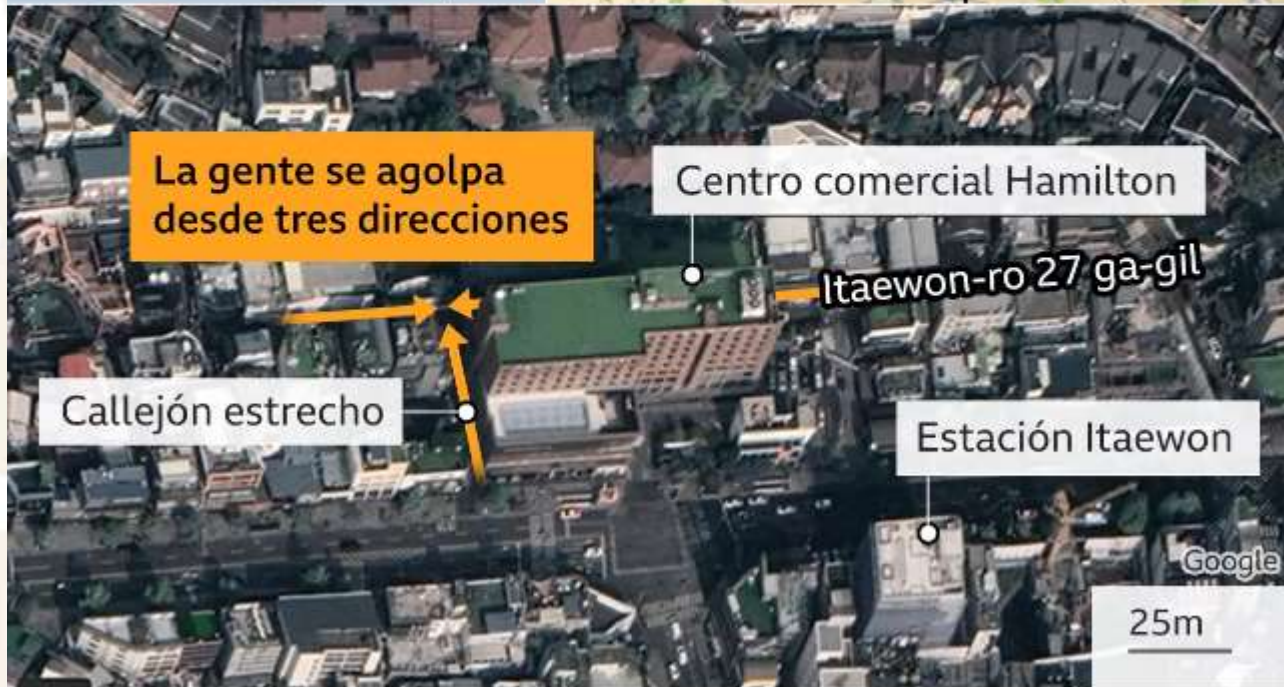 La gente se agolpa
desde tres direcciones
Centro comercial Hamilton
Itaewon-ro 27 ga-gil
Callejón estrecho
Estación Itaewon
Google
25m